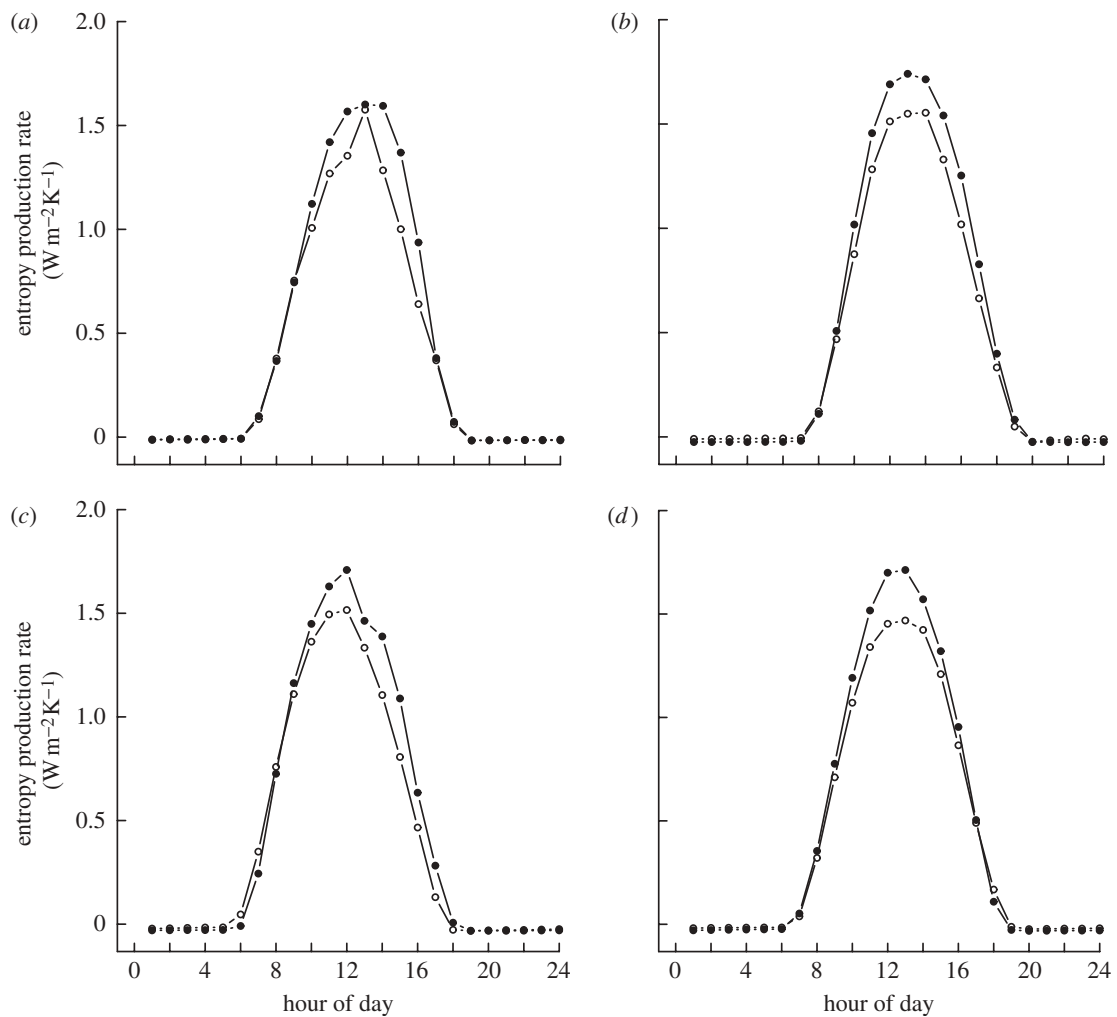 (a)
2.0
1.5
1.0
0.5
0
entropy production rate
(W m−2K−1)
(b)
(c)
2.0
1.5
1.0
0.5
0
entropy production rate
(W m−2K−1)
0 4 8 12 16 20 24
hour of day
(d)
0 4 8 12 16 20 24
hour of day